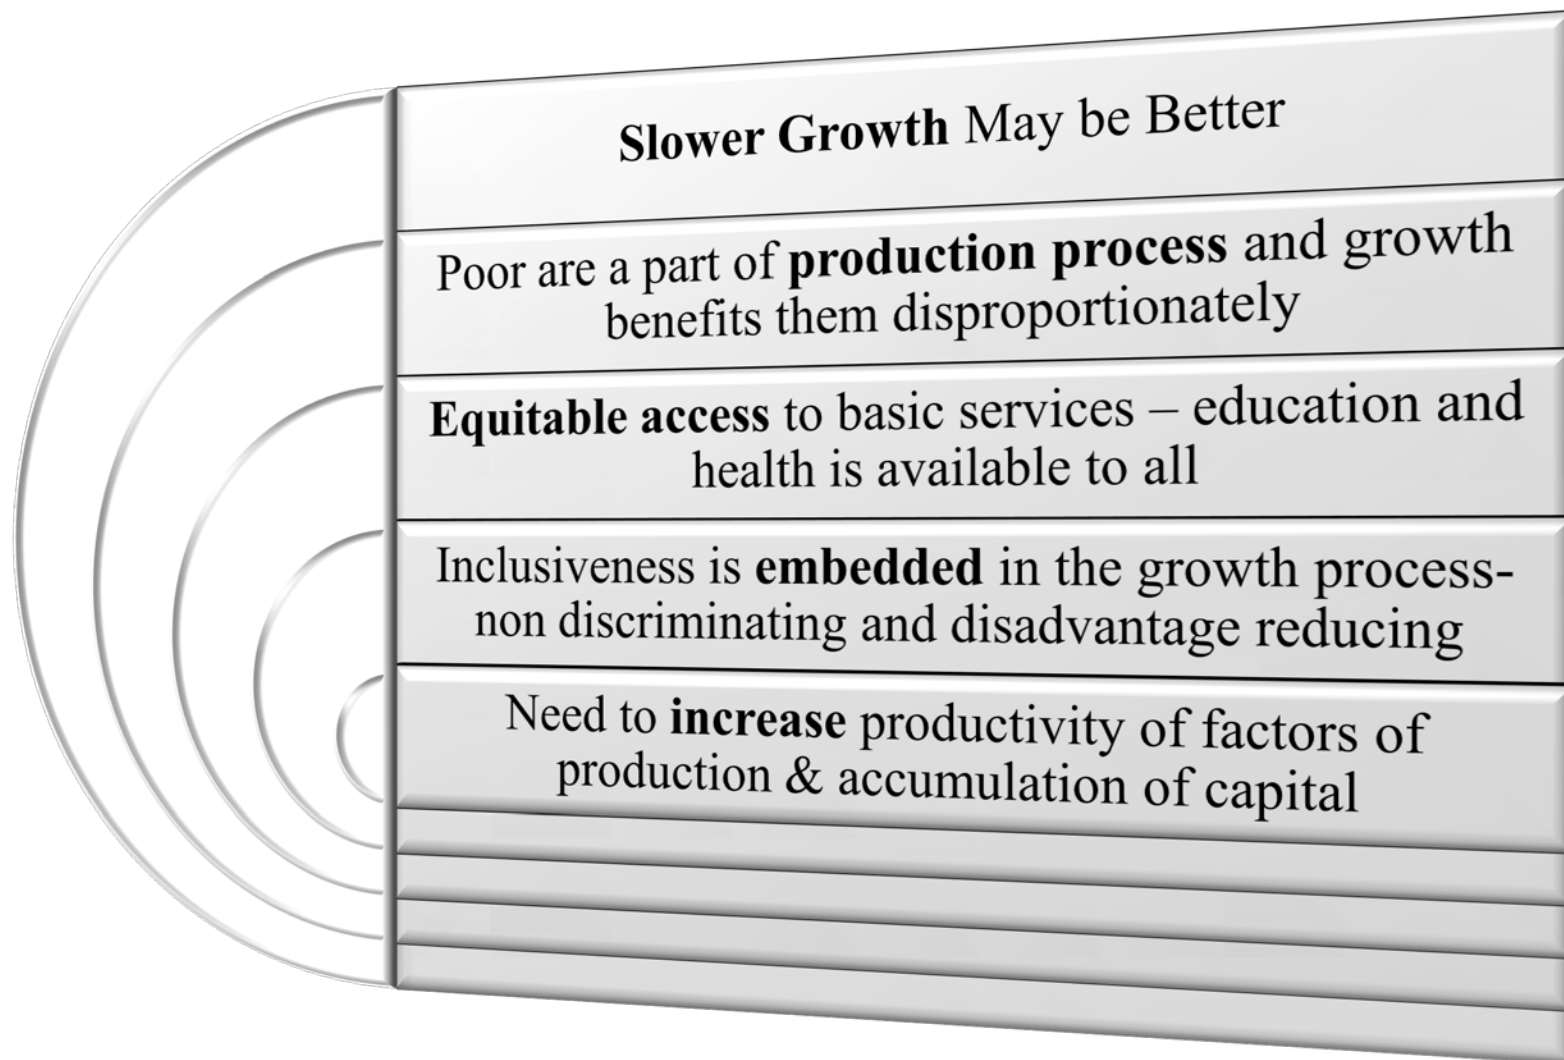 Slower Growth May be Better
Poor are a part of production process and growth
benefits them disproportionately
Equitable access to basic services – education and
health is available to all
Inclusiveness is embedded in the growth process-
non discriminating and disadvantage reducing
Need to increase productivity of factors of
production & accumulation of capital